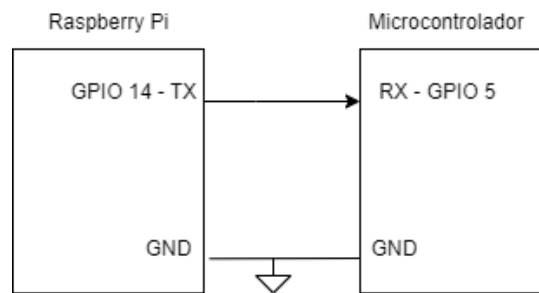 Raspberry Pi
Microcontrolador
GPIO 14 - TX
RX - GPIO 5
GND
GND